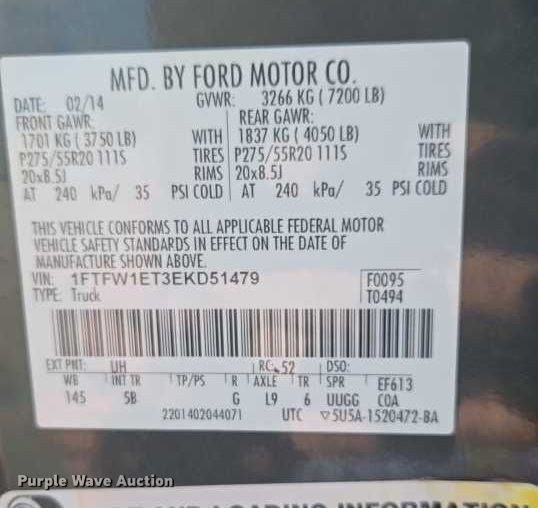 MFD. BY FORD MOTOR CO.
DATE: 02/14 GVWR: 3266 KG ( 7200 LB)
FRONT GAWR: REAR GAWR:
1701 KG ( 3750 LB) WITH 1837 KG ( 4050 LB) WITH
P275/55R20 111S TIRES P275/55R20 111S TIRES
20x8.5J RIMS 20x8.5J RIMS
AT 240 kPa/ 35 PSI COLD AT 240 kPa/ 35 PSI COLD
THIS VEHICLE CONFORMS TO ALL APPLICABLE FEDERAL MOTOR
VEHICLE SAFETY STANDARDS IN EFFECT ON THE DATE OF
MANUFACTURE SHOWN ABOVE.
VIN: 1FTFW1ET3EKD51479 F0095
TYPE: Truck T0494
EXT PNT: UH RC: 52 DSO:
WB INT TR TP/PS R AXLE TR SPR EF613
145 5B G L9 6 UUGG COA
2201402044071 UTC ▽5U5A-1520472-BA
Purple Wave Auction
LOADING INFORMATION